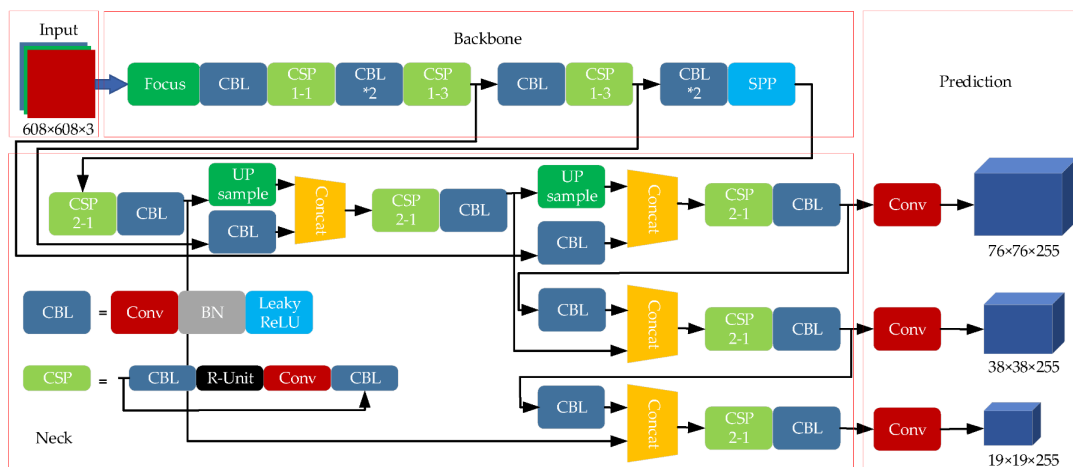 Input
Backbone
Prediction
Focus
CBL
CSP
1-1
CBL
*2
CSP
1-3
CBL
CSP
1-3
CBL
*2
SPP
608×608×3
CSP
2-1
CBL
UP
sample
CBL
Concat
CSP
2-1
CBL
UP
sample
CBL
Concat
CSP
2-1
CBL
Conv
76×76×255
CBL
=
Conv
BN
Leaky
ReLU
CBL
Concat
CSP
2-1
CBL
Conv
38×38×255
CSP
=
CBL
R-Unit
Conv
CBL
CBL
Concat
CSP
2-1
CBL
Conv
19×19×255
Neck